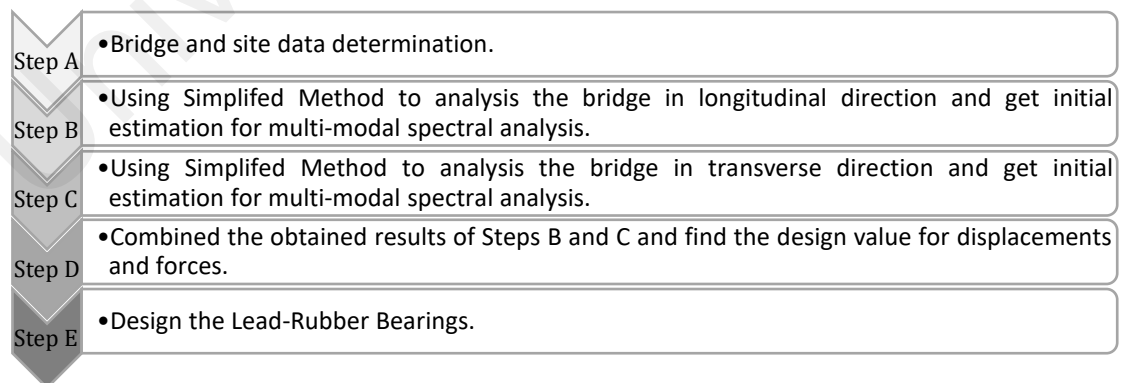 Step A
•Bridge and site data determination.
Step B
•Using Simplifed Method to analysis the bridge in longitudinal direction and get initial
estimation for multi-modal spectral analysis.
Step C
•Using Simplifed Method to analysis the bridge in transverse direction and get initial
estimation for multi-modal spectral analysis.
Step D
•Combined the obtained results of Steps B and C and find the design value for displacements
and forces.
Step E
•Design the Lead-Rubber Bearings.